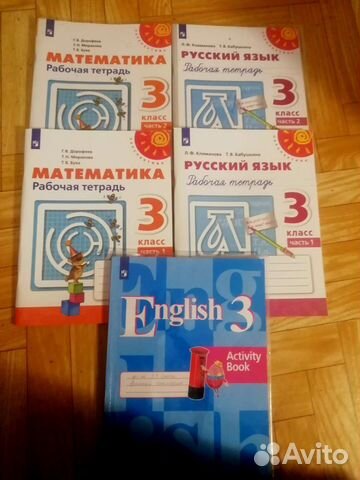 Г.В. Дорофеев
Т.Н. Миракова
Т.Б. Бука
МАТЕМАТИКА
Рабочая тетрадь
3
класс
часть 2
Л.Ф. Климанова Т.В. Бабушкина
РУССКИЙ ЯЗЫК
Рабочая тетрадь
3
класс
часть 2
Г.В. Дорофеев
Т.Н. Миракова
Т.Б. Бука
МАТЕМАТИКА
Рабочая тетрадь
3
класс
часть 1
Л.Ф. Климанова Т.В. Бабушкина
РУССКИЙ ЯЗЫК
Рабочая тетрадь
3
класс
часть 1
Eng
English 3
Activity
Book
Avito